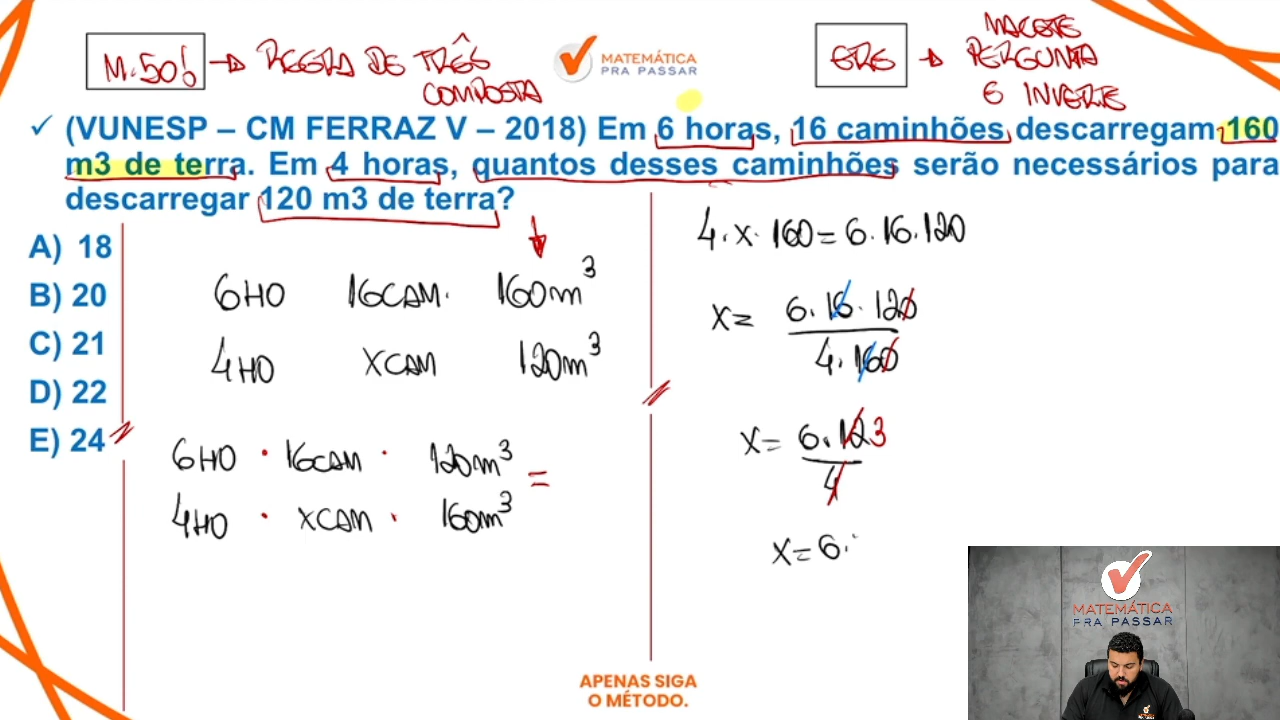 M.50! → REGRA DE TRÊS
COMPOSTA
MATEMÁTICA
PRA PASSAR
→ MACETE
PERGUNTA
E INVERTE
✓ (VUNESP – CM FERRAZ V – 2018) Em 6 horas, 16 caminhões descarregam 160
m3 de terra. Em 4 horas, quantos desses caminhões serão necessários para
descarregar 120 m3 de terra?
A) 18
B) 20
C) 21
D) 22
E) 24
6HO 16CAM. 160m³
4HO XCAM 120m³
6HO . 16CAM . 120m³ =
4HO . XCAM . 160m³
4.x.160=6.16.120
x= 6.16.120
4.160
x= 6.12 3
4
x=6.
MATEMÁTICA
PRA PASSAR
APENAS SIGA
O MÉTODO.